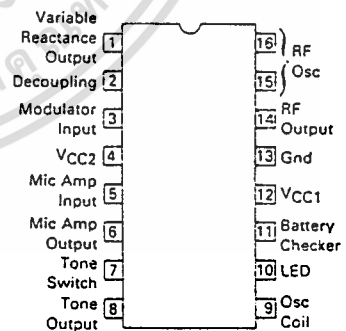 Variable
Reactance
Output
1
Decoupling
2
Modulator
Input
3
VCC2
4
Mic Amp
Input
5
Mic Amp
Output
6
Tone
Switch
7
Tone
Output
8
16
15
RF
Osc
14
RF
Output
13
Gnd
12
VCC1
11
Battery
Checker
10
LED
9
Osc
Coil